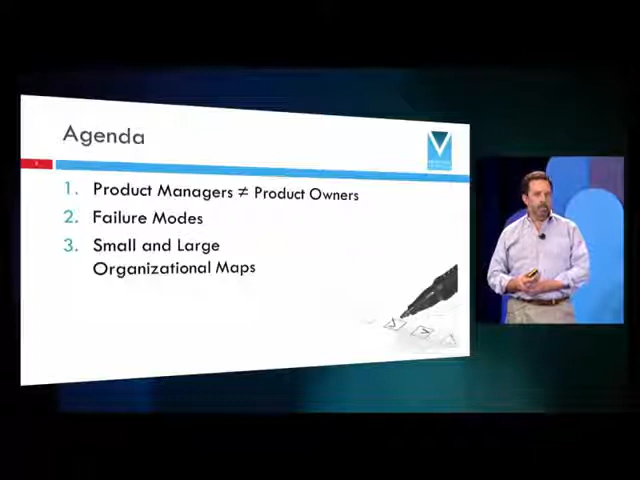 Agenda
1. Product Managers ≠ Product Owners
2. Failure Modes
3. Small and Large
Organizational Maps